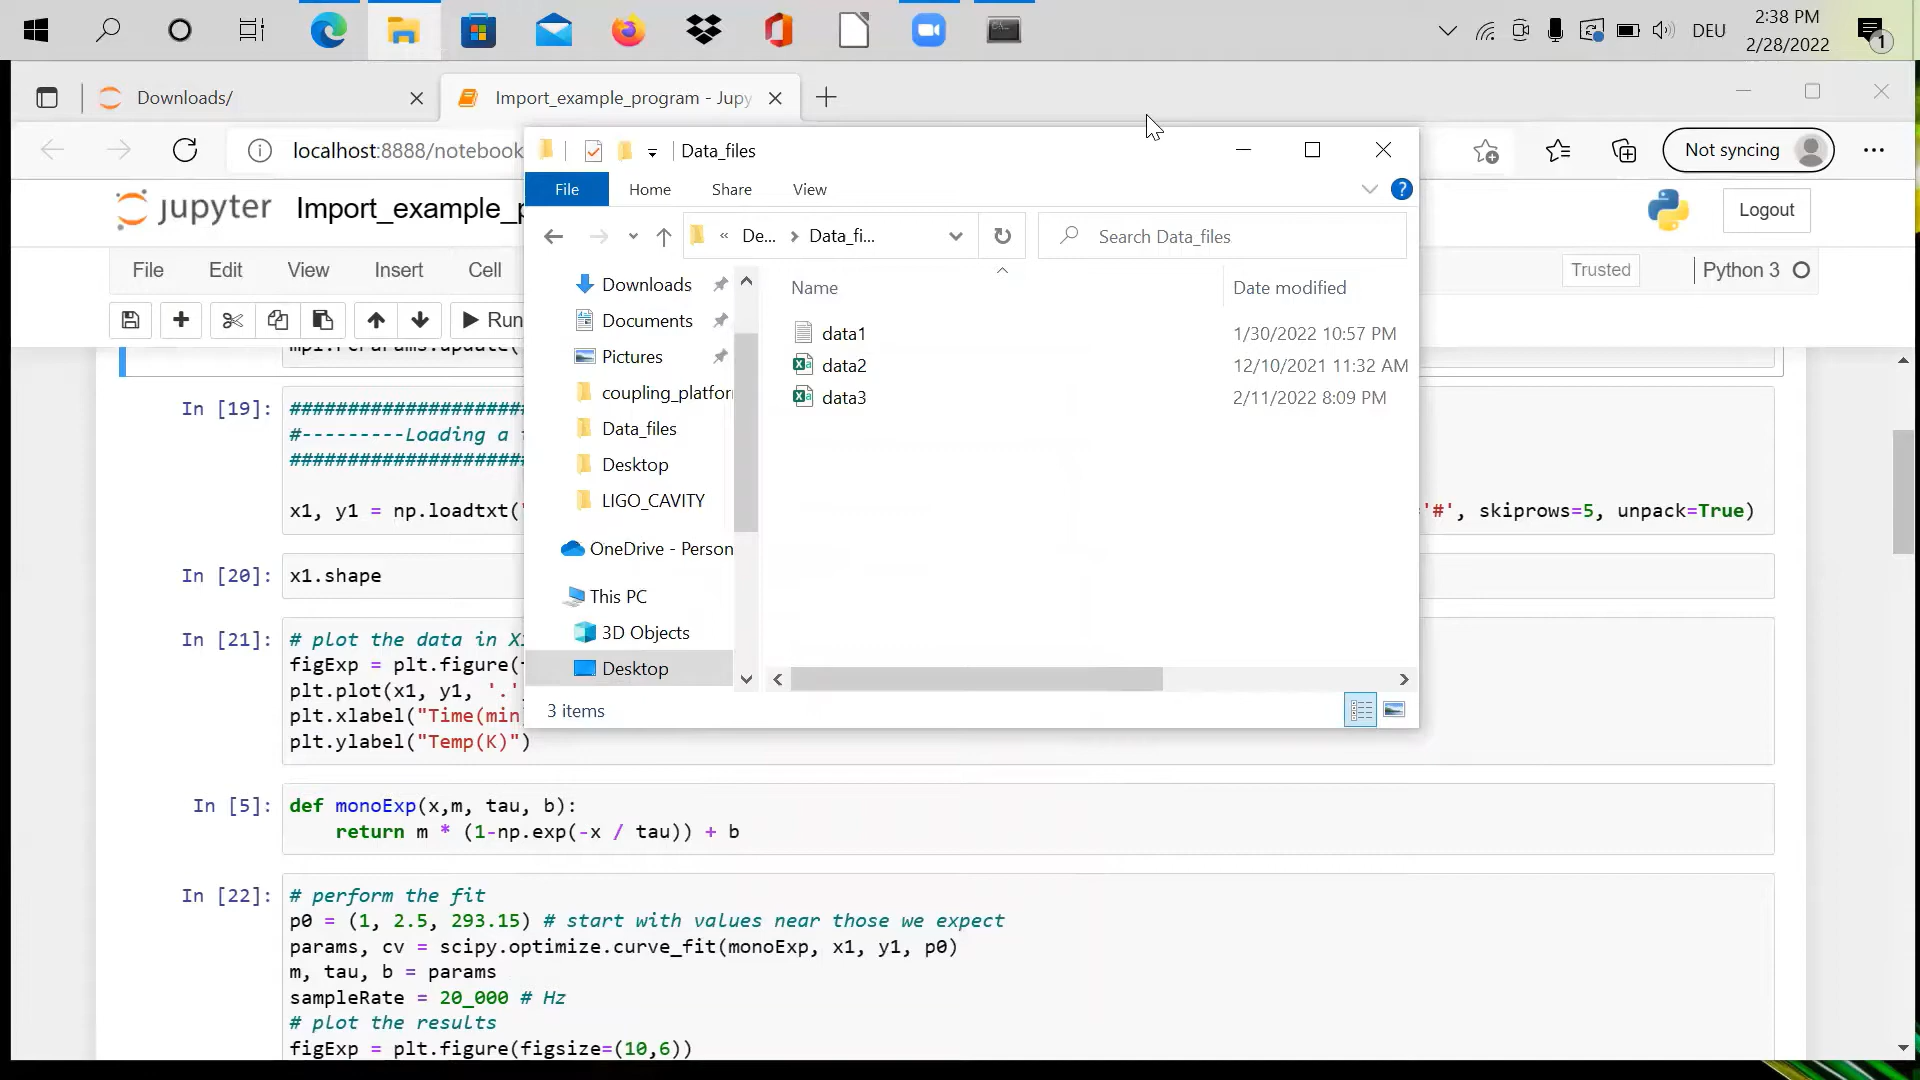 DEU
2:38 PM
2/28/2022
1
Downloads/
Import_example_program - Jupy
localhost:8888/notebook
Not syncing
Data_files
File Home Share View
?
jupyter Import_example_p
Logout
« De... > Data_fi...
Search Data_files
File Edit View Insert Cell
Trusted
Python 3
Run
Downloads
Documents
Pictures
coupling_platfor
Data_files
Desktop
LIGO_CAVITY
OneDrive - Person
This PC
3D Objects
Desktop
Name Date modified
data1 1/30/2022 10:57 PM
data2 12/10/2021 11:32 AM
data3 2/11/2022 8:09 PM
3 items
mpl.rcParams.update(
In [19]:
#####################
#---------Loading a
#####################
x1, y1 = np.loadtxt(
'#', skiprows=5, unpack=True)
In [20]: x1.shape
In [21]: # plot the data in X
figExp = plt.figure(
plt.plot(x1, y1, '.'
plt.xlabel("Time(min
plt.ylabel("Temp(K)")
In [5]: def monoExp(x,m, tau, b):
return m * (1-np.exp(-x / tau)) + b
In [22]: # perform the fit
p0 = (1, 2.5, 293.15) # start with values near those we expect
params, cv = scipy.optimize.curve_fit(monoExp, x1, y1, p0)
m, tau, b = params
sampleRate = 20_000 # Hz
# plot the results
figExp = plt.figure(figsize=(10,6))